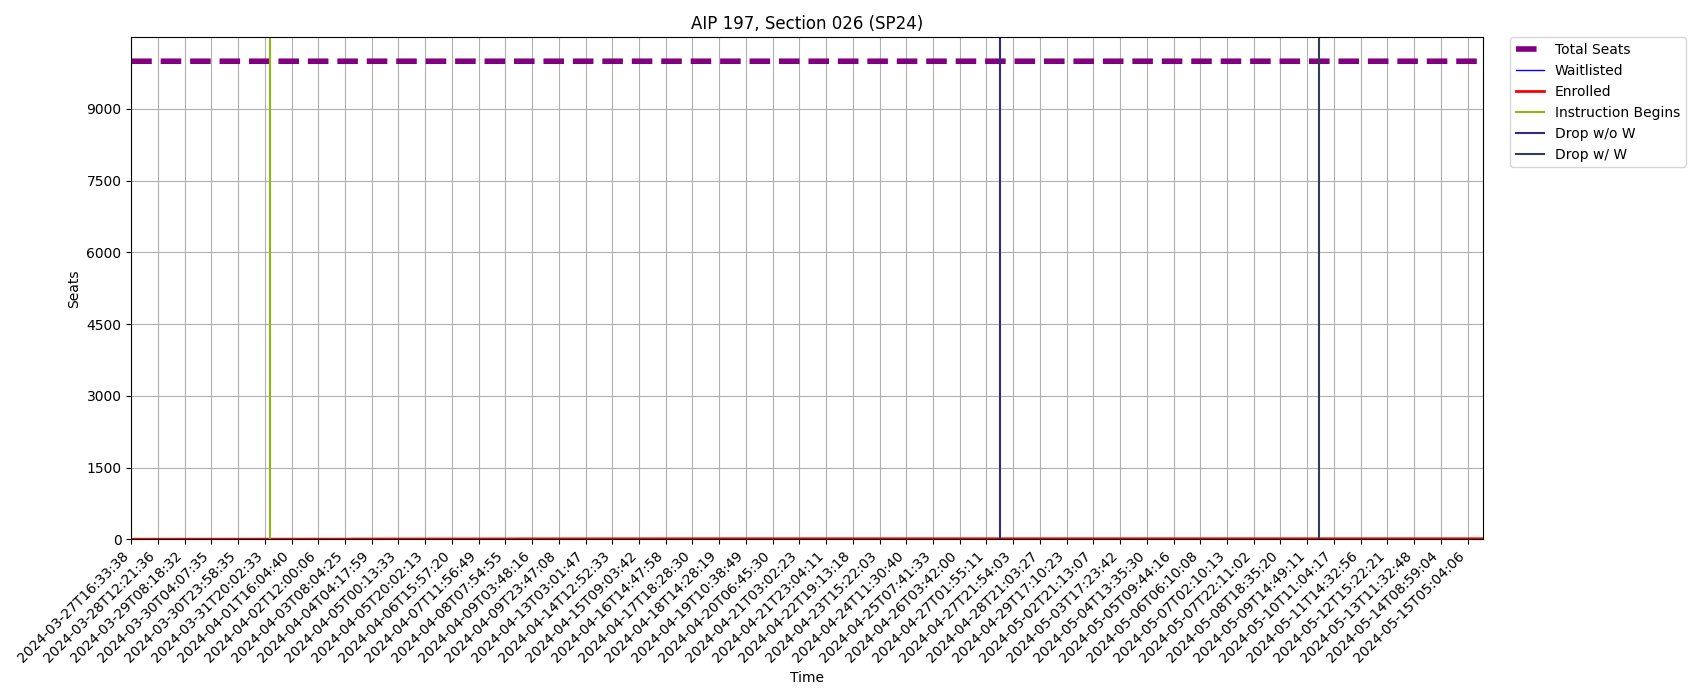 AIP 197, Section 026 (SP24)
Total Seats
Waitlisted
Enrolled
Instruction Begins
Drop w/o W
Drop w/ W
Seats
9000
7500
6000
4500
3000
1500
0
2024-03-27T16:33:38
2024-03-28T12:21:36
2024-03-29T08:18:32
2024-03-30T04:07:35
2024-03-30T23:58:35
2024-03-31T20:02:33
2024-04-01T16:04:40
2024-04-02T12:00:06
2024-04-03T08:04:25
2024-04-04T04:17:59
2024-04-05T00:13:33
2024-04-05T20:02:13
2024-04-06T15:57:20
2024-04-07T11:56:49
2024-04-08T07:54:55
2024-04-09T03:48:16
2024-04-09T23:47:08
2024-04-13T03:01:47
2024-04-14T12:52:33
2024-04-15T09:03:42
2024-04-16T14:47:58
2024-04-17T18:28:30
2024-04-18T14:28:19
2024-04-19T10:38:49
2024-04-20T06:45:30
2024-04-21T03:02:23
2024-04-21T23:04:11
2024-04-22T19:13:18
2024-04-23T15:22:03
2024-04-24T11:30:40
2024-04-25T07:41:33
2024-04-26T03:42:00
2024-04-27T01:55:11
2024-04-27T21:54:03
2024-04-28T21:03:27
2024-04-29T17:10:23
2024-05-02T21:13:07
2024-05-03T17:23:42
2024-05-04T13:35:30
2024-05-05T09:44:16
2024-05-06T06:10:08
2024-05-07T02:10:13
2024-05-07T22:11:02
2024-05-08T18:35:20
2024-05-09T14:49:11
2024-05-10T11:04:17
2024-05-11T14:32:56
2024-05-12T15:22:21
2024-05-13T11:32:48
2024-05-14T08:59:04
2024-05-15T05:04:06
Time